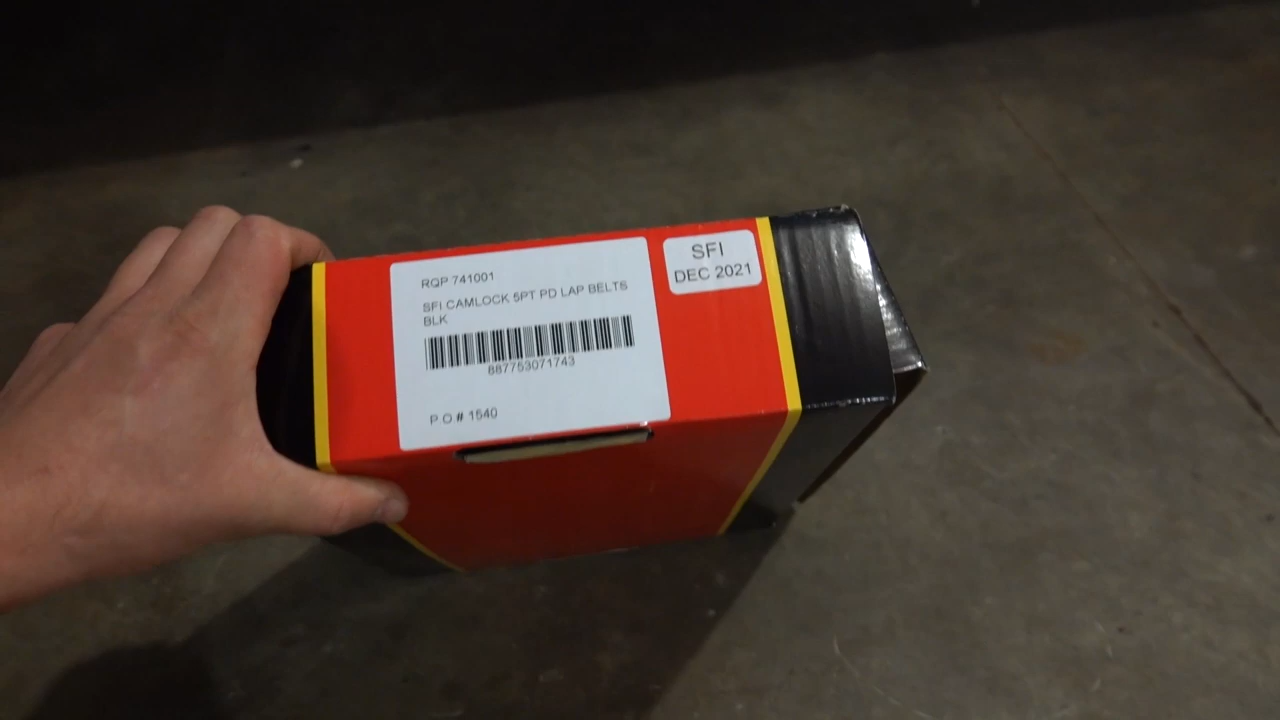 RQP 741001
SFI CAMLOCK 5PT PD LAP BELTS
BLK
887753071743
P.O.# 1540
SFI
DEC 2021